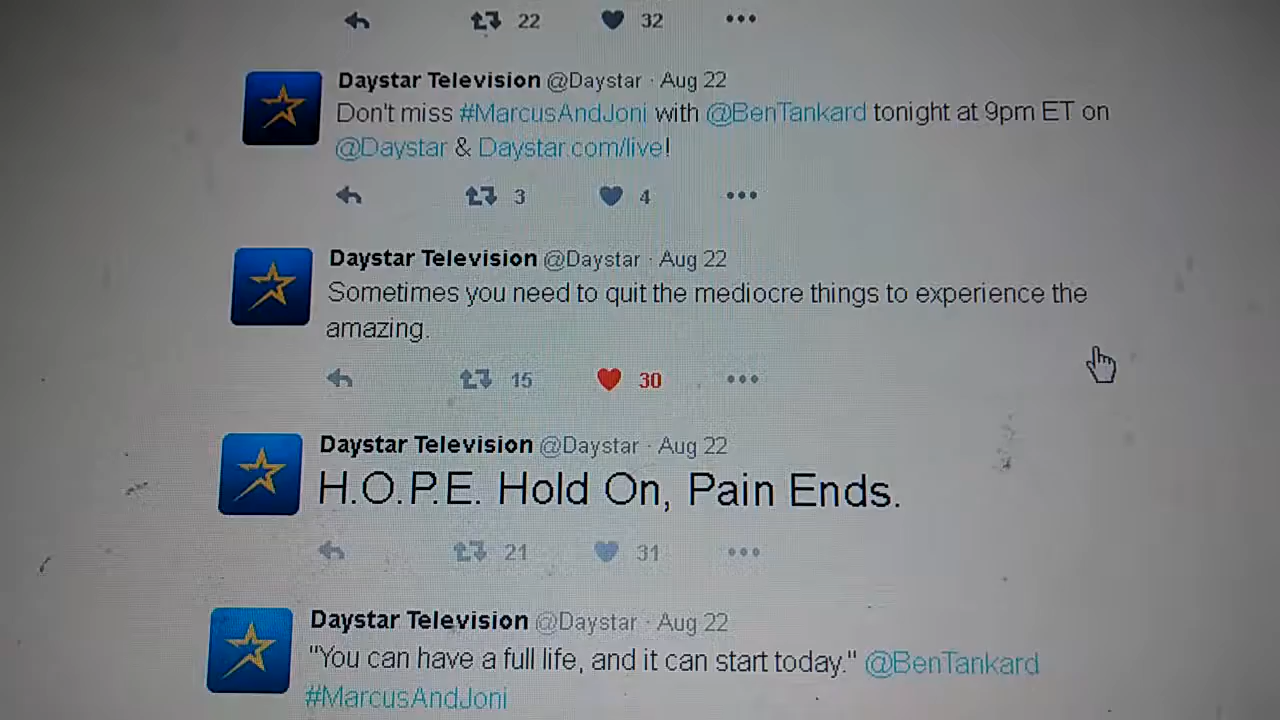 22 32 •••
Daystar Television @Daystar · Aug 22
Don't miss #MarcusAndJoni with @BenTankard tonight at 9pm ET on
@Daystar & Daystar.com/live!
3 4 •••
Daystar Television @Daystar · Aug 22
Sometimes you need to quit the mediocre things to experience the
amazing.
15 30 •••
Daystar Television @Daystar · Aug 22
H.O.P.E. Hold On, Pain Ends.
21 31 •••
Daystar Television @Daystar · Aug 22
"You can have a full life, and it can start today." @BenTankard
#MarcusAndJoni